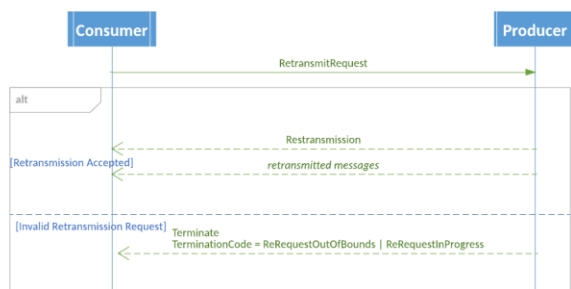 Consumer
Producer
RetransmitRequest
alt
Restransmission
[Retransmission Accepted]
retransmitted messages
[Invalid Retransmission Request]
Terminate
TerminationCode = ReRequestOutOfBounds | ReRequestInProgress